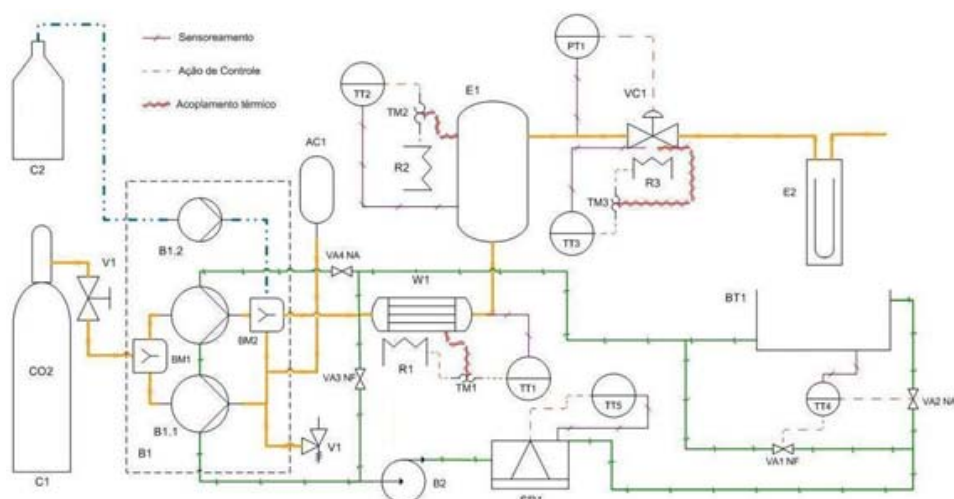 Sensoreamento
Ação de Controle
Acoplamento térmico
C2
PT1
VC1
TT2
TM2
E1
R2
AC1
R3
TM3
TT3
E2
B1.2
V1
VA4 NA
W1
BT1
BM1
BM2
CO2
R1
TM1
TT1
VA3 NF
B1.1
TT5
TT4
VA2 NA
V1
VA1 NF
B1
B2
C1